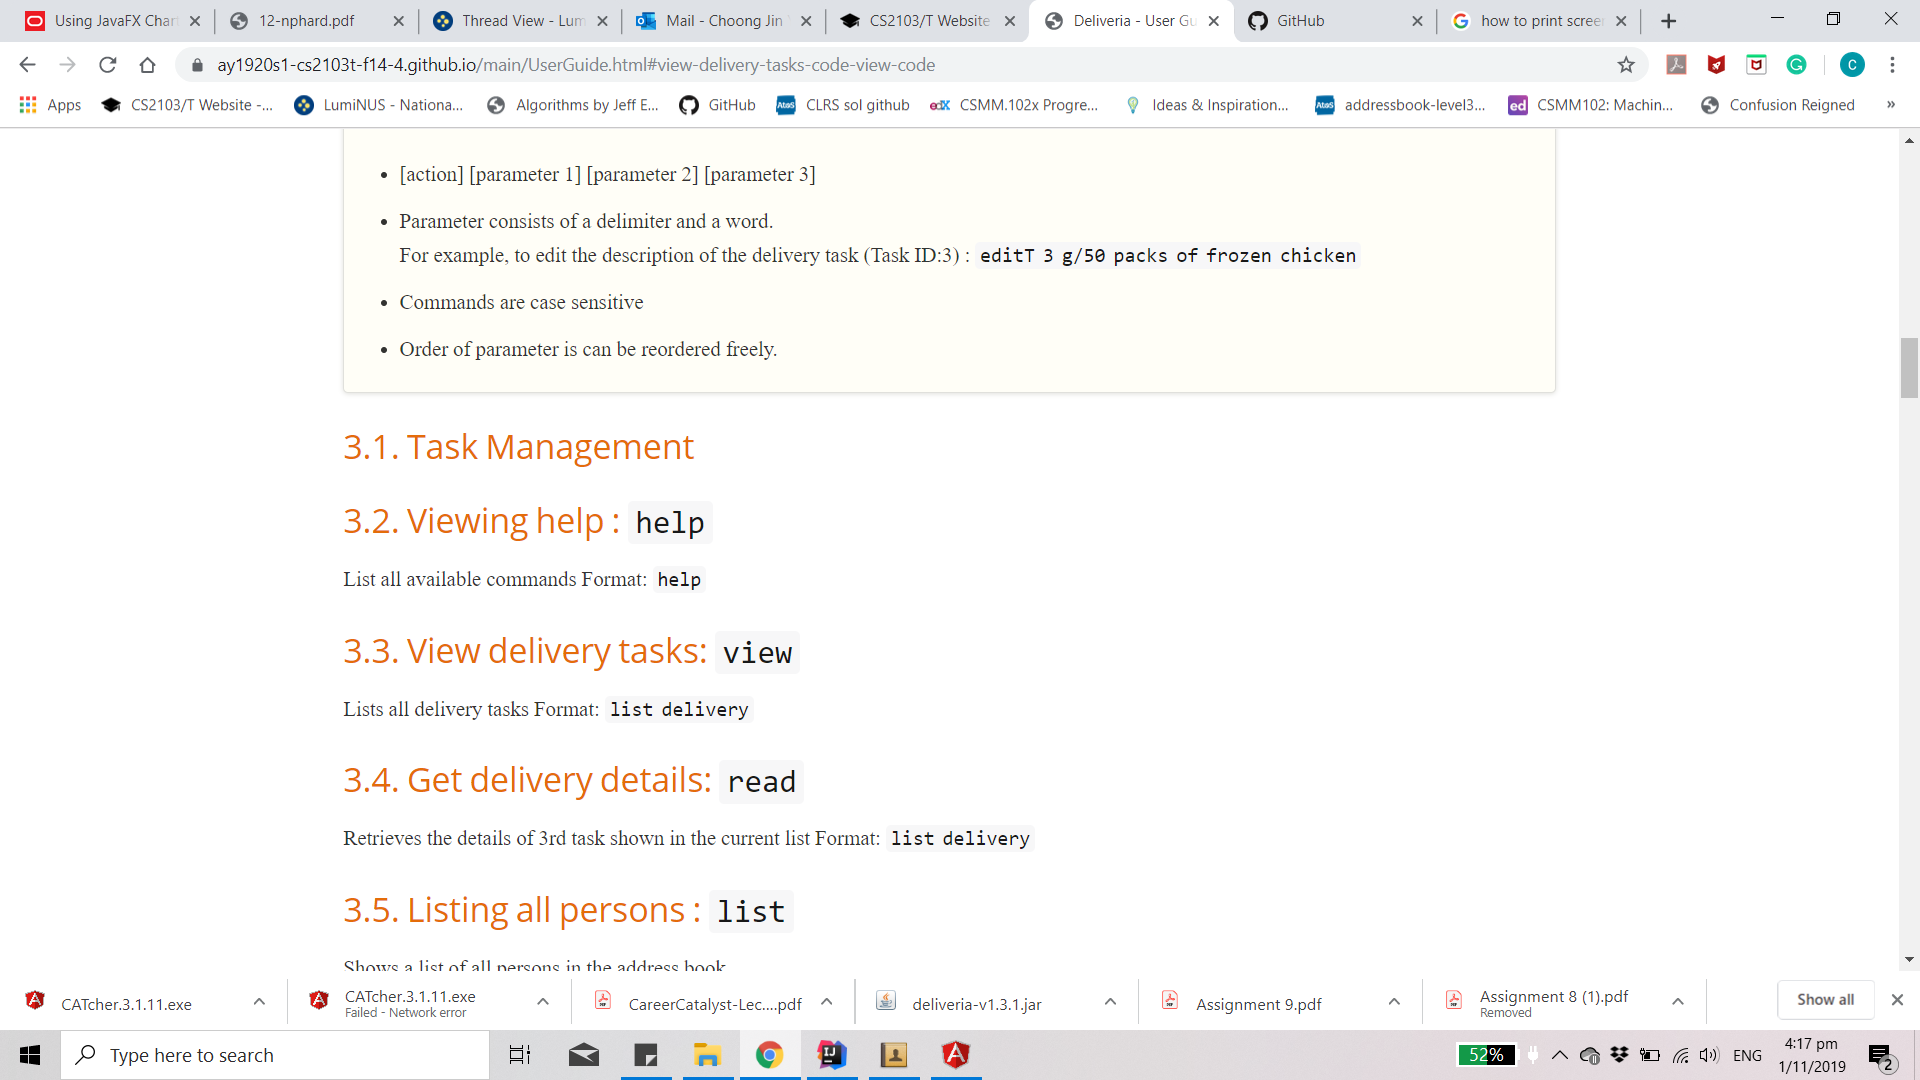 Using JavaFX Chart
12-nphard.pdf
Thread View - Lum
Mail - Choong Jin
CS2103/T Website
Deliveria - User Gu
GitHub
how to print screen
ay1920s1-cs2103t-f14-4.github.io/main/UserGuide.html#view-delivery-tasks-code-view-code
C
Apps
CS2103/T Website -...
LumiNUS - Nationa...
Algorithms by Jeff E...
GitHub
CLRS sol github
edX CSMM.102x Progre...
Ideas & Inspiration...
addressbook-level3...
ed CSMM102: Machin...
Confusion Reigned
»
• [action] [parameter 1] [parameter 2] [parameter 3]
• Parameter consists of a delimiter and a word.
For example, to edit the description of the delivery task (Task ID:3) : editT 3 g/50 packs of frozen chicken
• Commands are case sensitive
• Order of parameter is can be reordered freely.
3.1. Task Management
3.2. Viewing help : help
List all available commands Format: help
3.3. View delivery tasks: view
Lists all delivery tasks Format: list delivery
3.4. Get delivery details: read
Retrieves the details of 3rd task shown in the current list Format: list delivery
3.5. Listing all persons : list
Shows a list of all persons in the address book
CATcher.3.1.11.exe
CATcher.3.1.11.exe
Failed - Network error
CareerCatalyst-Lec....pdf
deliveria-v1.3.1.jar
Assignment 9.pdf
Assignment 8 (1).pdf
Removed
Show all
Type here to search
52%
ENG
4:17 pm
1/11/2019
2